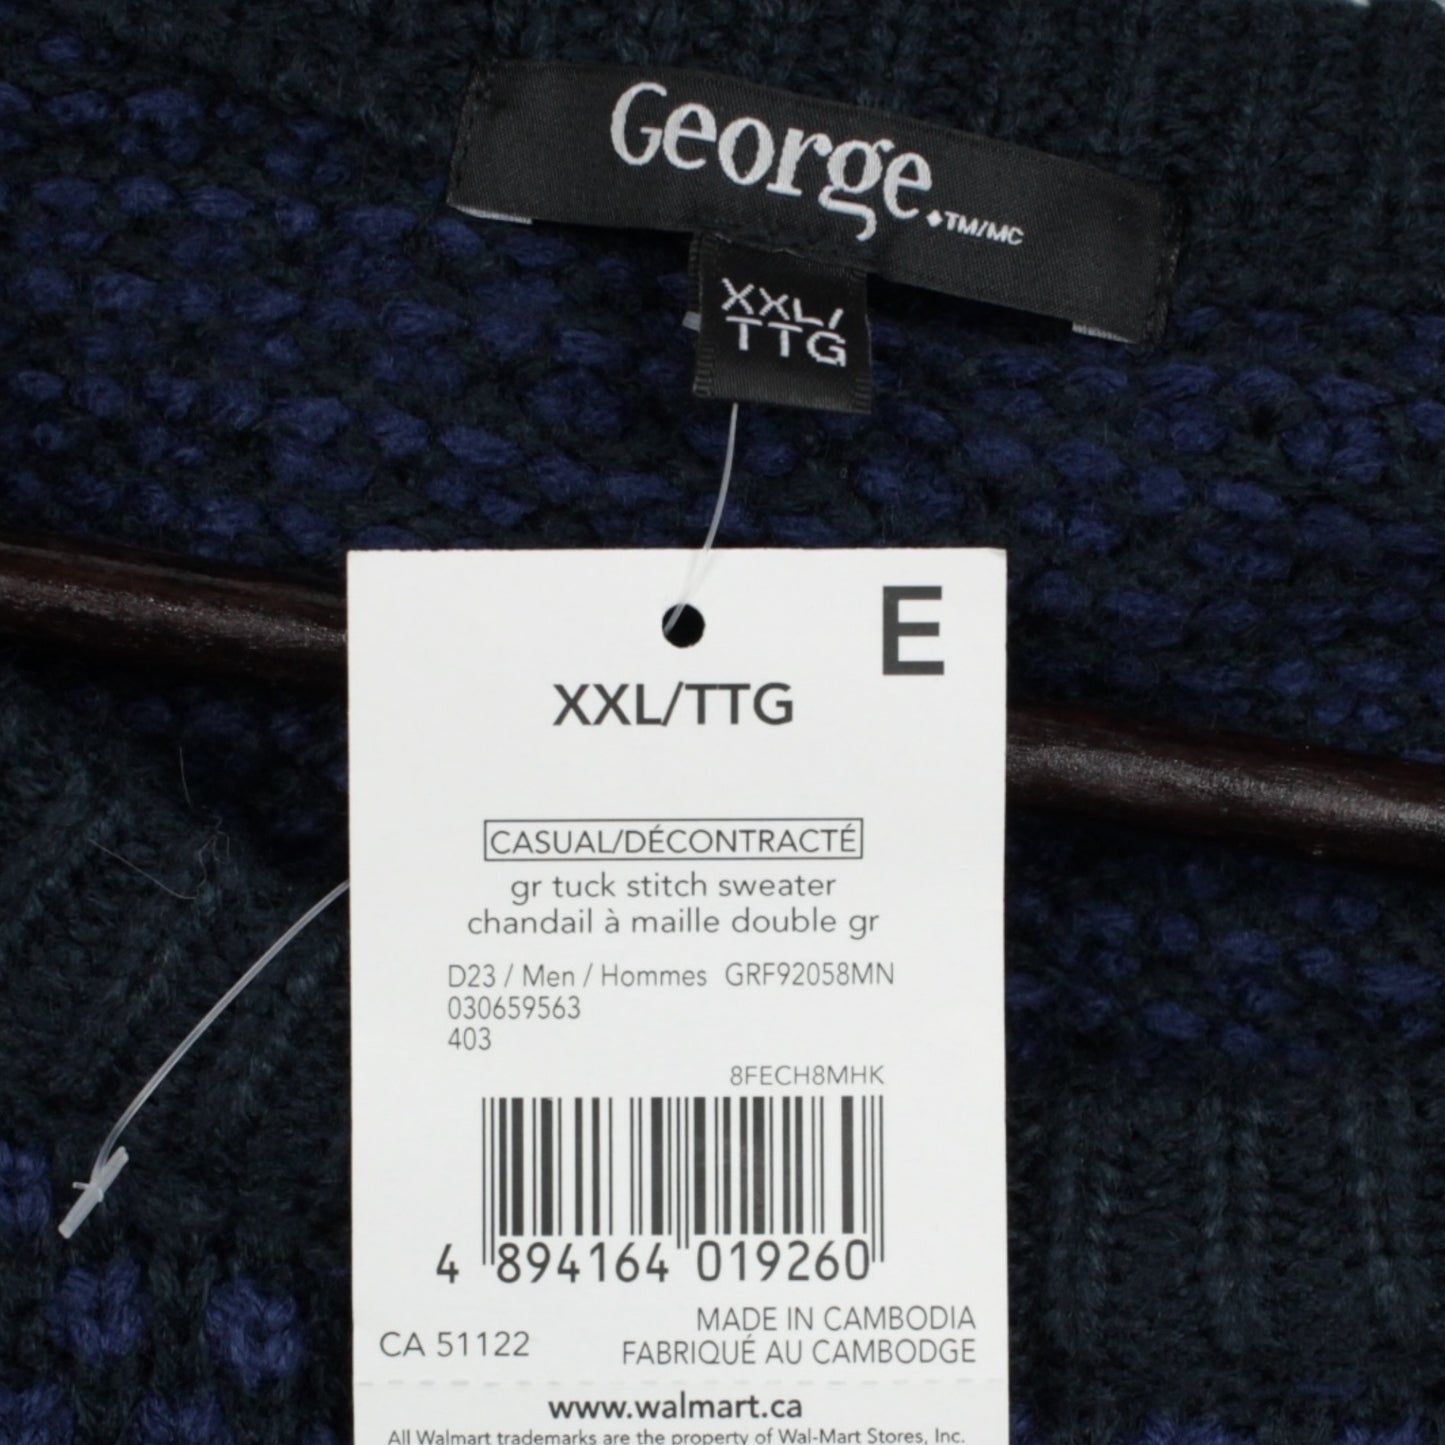 George.TM/MC
XXL/
TTG
E
XXL/TTG
CASUAL/DÉCONTRACTÉ
gr tuck stitch sweater
chandail à maille double gr
D23 / Men / Hommes GRF92058MN
030659563
403
8FECH8MHK
4 894164 019260
MADE IN CAMBODIA
CA 51122
FABRIQUÉ AU CAMBODGE
www.walmart.ca
All Walmart trademarks are the property of Wal-Mart Stores, Inc.